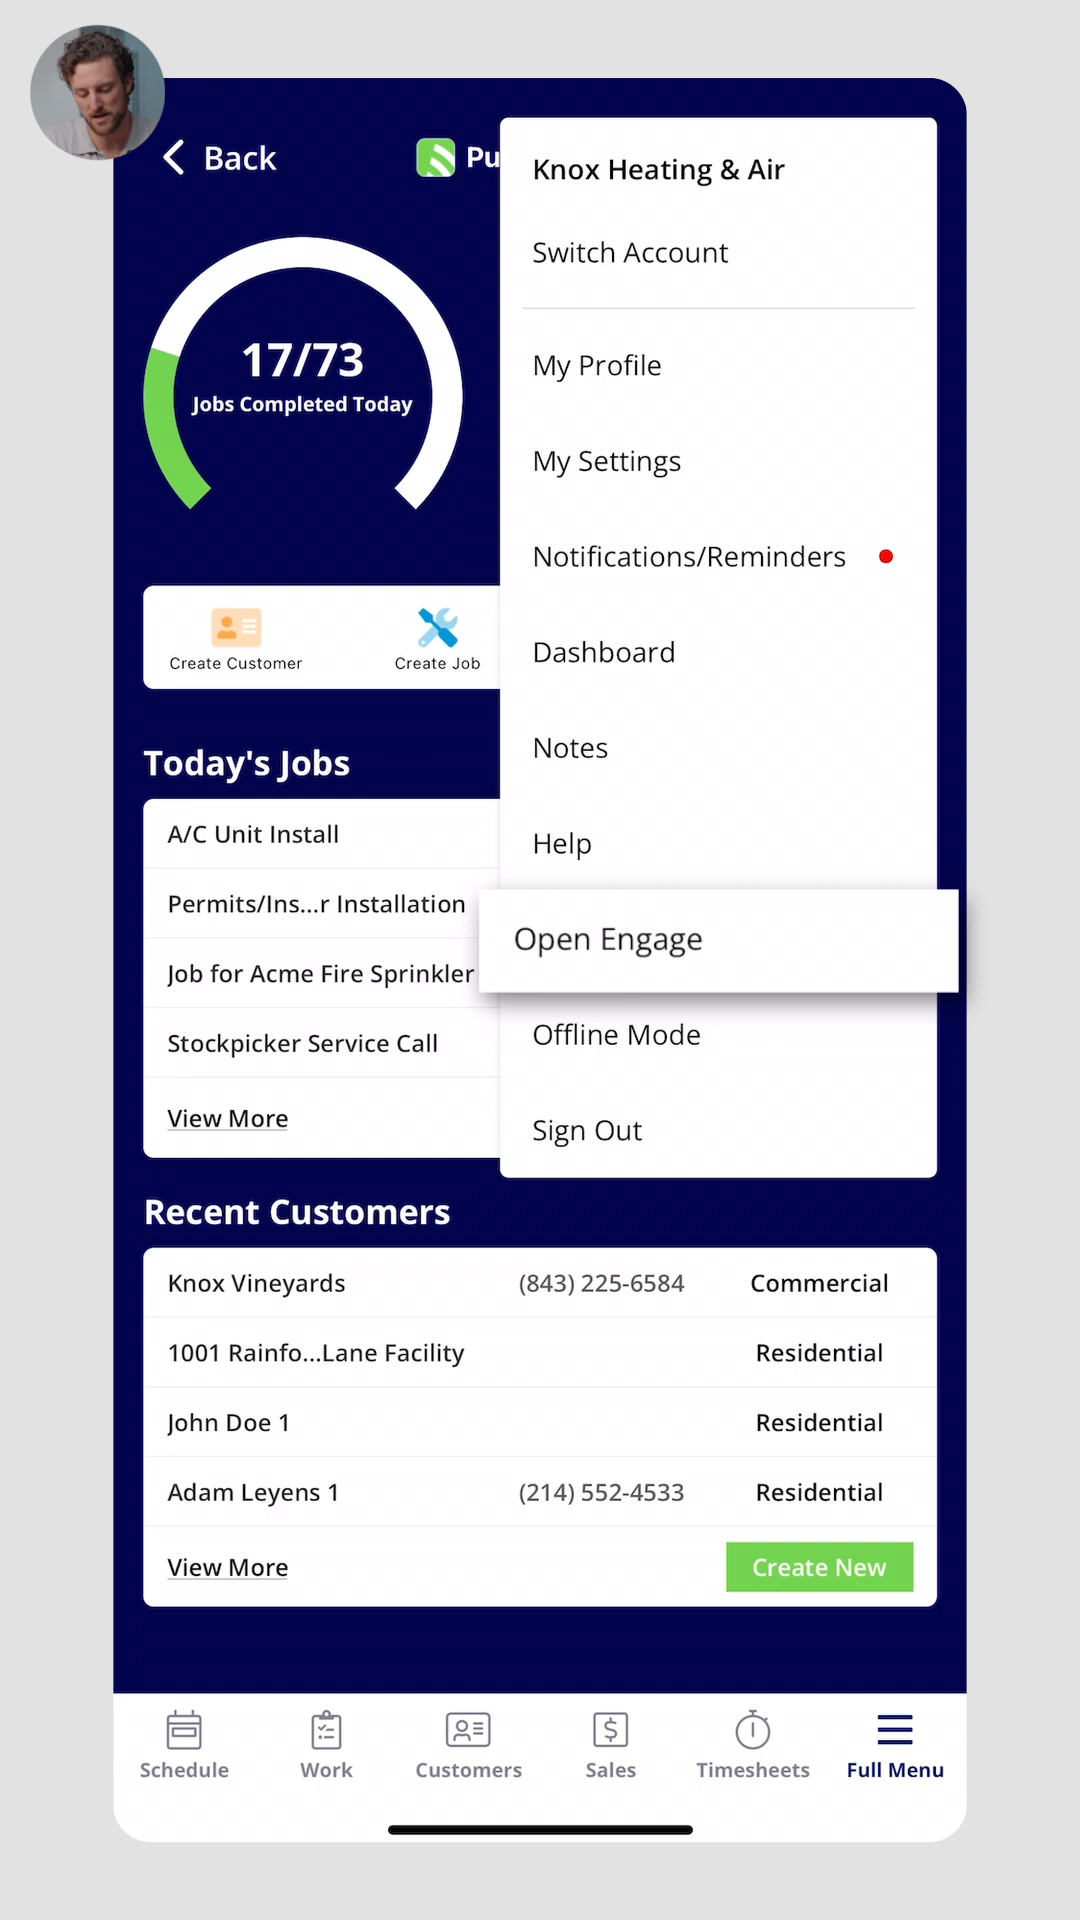 Back
Pu
Knox Heating & Air
Switch Account
My Profile
My Settings
Notifications/Reminders
Dashboard
Notes
Help
Open Engage
Offline Mode
Sign Out
17/73
Jobs Completed Today
Create Customer
Create Job
Today's Jobs
A/C Unit Install
Permits/Ins...r Installation
Job for Acme Fire Sprinkler
Stockpicker Service Call
View More
Recent Customers
Knox Vineyards (843) 225-6584 Commercial
1001 Rainfo...Lane Facility Residential
John Doe 1 Residential
Adam Leyens 1 (214) 552-4533 Residential
View More Create New
Schedule Work Customers Sales Timesheets Full Menu